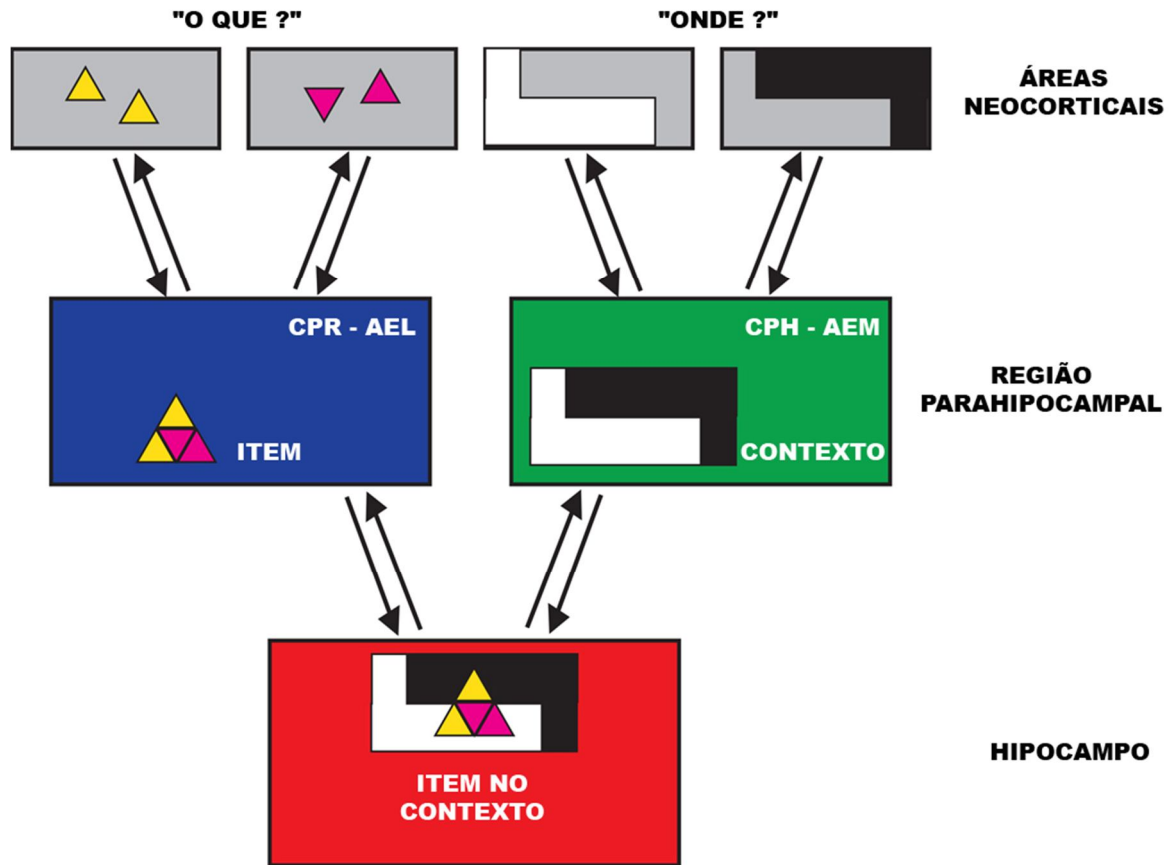 "O QUE ?"
"ONDE ?"
ÁREAS
NEOCORTICAIS
CPR - AEL
ITEM
CPH - AEM
CONTEXTO
REGIÃO
PARAHIPOCAMPAL
ITEM NO
CONTEXTO
HIPOCAMPO